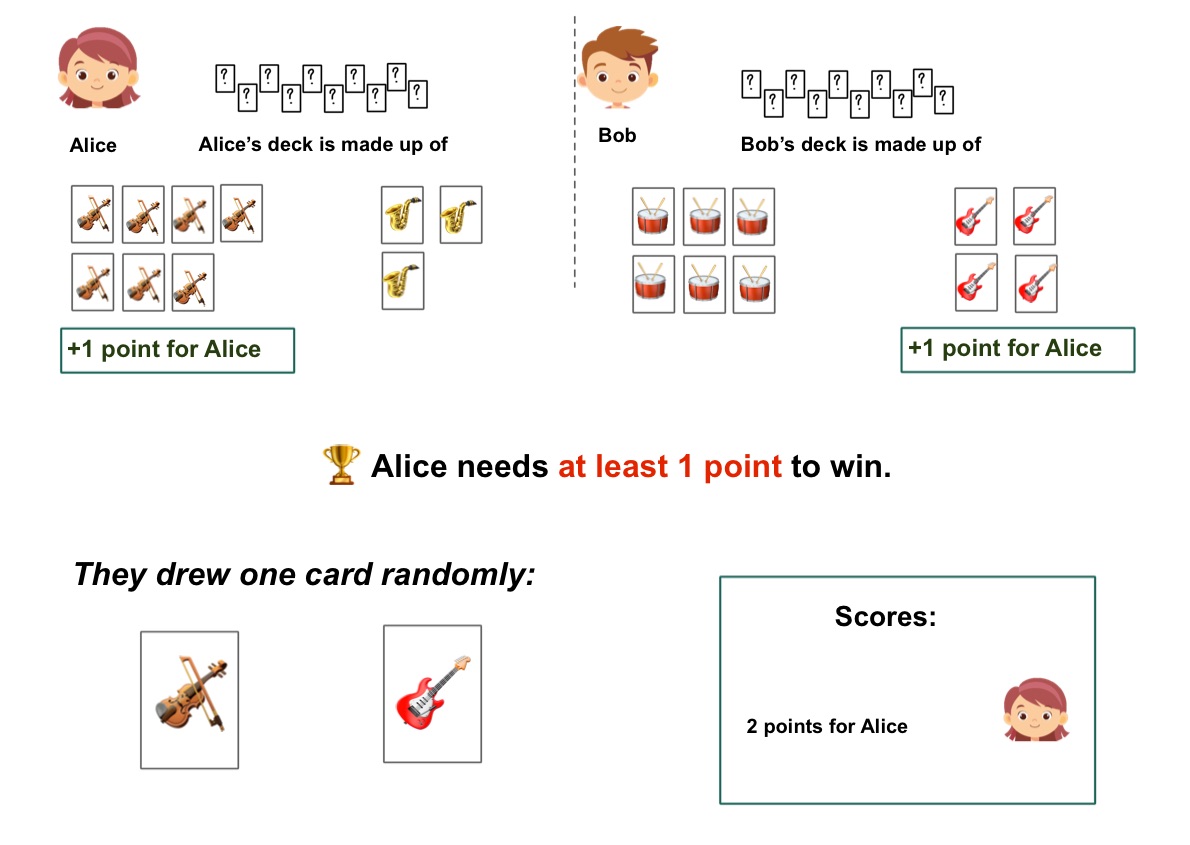 ? ? ? ? ? ? ? ? ? ?
? ? ? ? ? ? ? ? ? ?
Alice
Alice’s deck is made up of
Bob
Bob’s deck is made up of
+1 point for Alice
+1 point for Alice
Alice needs at least 1 point to win.
They drew one card randomly:
Scores:
2 points for Alice